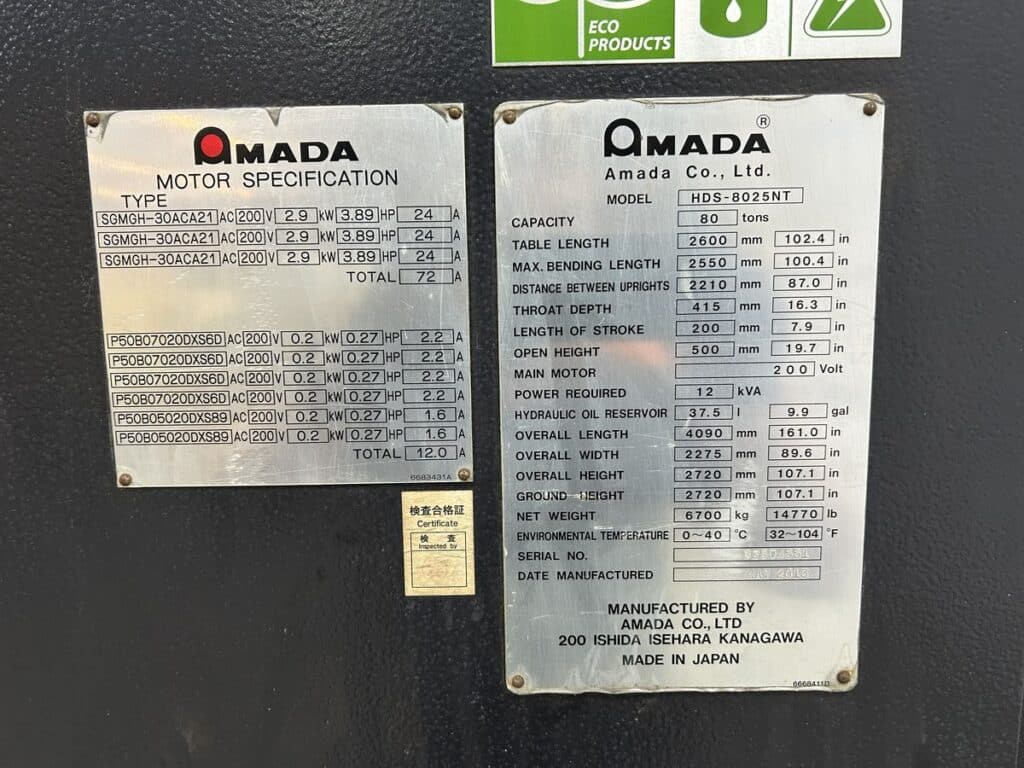 ECO
PRODUCTS
AMADA
MOTOR SPECIFICATION
TYPE
SGMGH-30ACA21 AC 200 V 2.9 kW 3.89 HP 24 A
SGMGH-30ACA21 AC 200 V 2.9 kW 3.89 HP 24 A
SGMGH-30ACA21 AC 200 V 2.9 kW 3.89 HP 24 A
TOTAL 72 A
P50B07020DXS6D AC 200 V 0.2 kW 0.27 HP 2.2 A
P50B07020DXS6D AC 200 V 0.2 kW 0.27 HP 2.2 A
P50B07020DXS6D AC 200 V 0.2 kW 0.27 HP 2.2 A
P50B07020DXS6D AC 200 V 0.2 kW 0.27 HP 2.2 A
P50B05020DXS89 AC 200 V 0.2 kW 0.27 HP 1.6 A
P50B05020DXS89 AC 200 V 0.2 kW 0.27 HP 1.6 A
TOTAL 12.0 A
6683431A
検査合格証
Certificate
検 査
Inspected by
AMADA®
Amada Co., Ltd.
MODEL HDS-8025NT
CAPACITY 80 tons
TABLE LENGTH 2600 mm 102.4 in
MAX. BENDING LENGTH 2550 mm 100.4 in
DISTANCE BETWEEN UPRIGHTS 2210 mm 87.0 in
THROAT DEPTH 415 mm 16.3 in
LENGTH OF STROKE 200 mm 7.9 in
OPEN HEIGHT 500 mm 19.7 in
MAIN MOTOR 200 Volt
POWER REQUIRED 12 kVA
HYDRAULIC OIL RESERVOIR 37.5 l 9.9 gal
OVERALL LENGTH 4090 mm 161.0 in
OVERALL WIDTH 2275 mm 89.6 in
OVERALL HEIGHT 2720 mm 107.1 in
GROUND HEIGHT 2720 mm 107.1 in
NET WEIGHT 6700 kg 14770 lb
ENVIRONMENTAL TEMPERATURE 0~40 °C 32~104 °F
SERIAL NO.
DATE MANUFACTURED
MANUFACTURED BY
AMADA CO., LTD
200 ISHIDA ISEHARA KANAGAWA
MADE IN JAPAN
6668411D